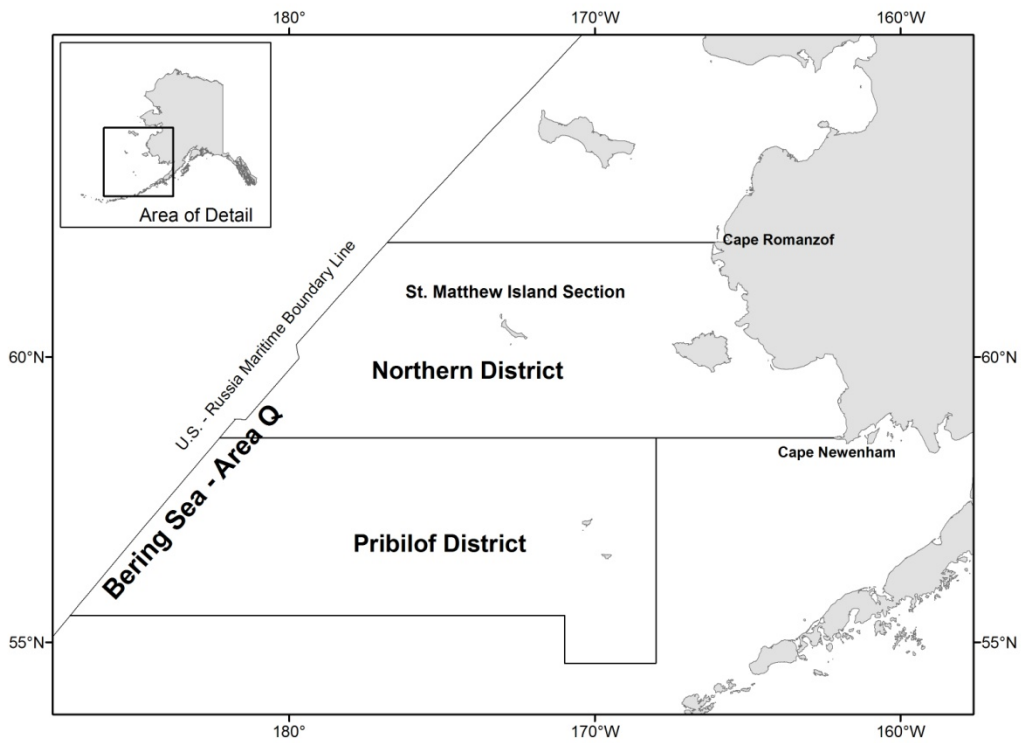 180°
170°W
160°W
Area of Detail
Cape Romanzof
U.S. - Russia Maritime Boundary Line
St. Matthew Island Section
60°N
60°N
Northern District
Bering Sea - Area Q
Cape Newenham
Pribilof District
55°N
55°N
180°
170°W
160°W